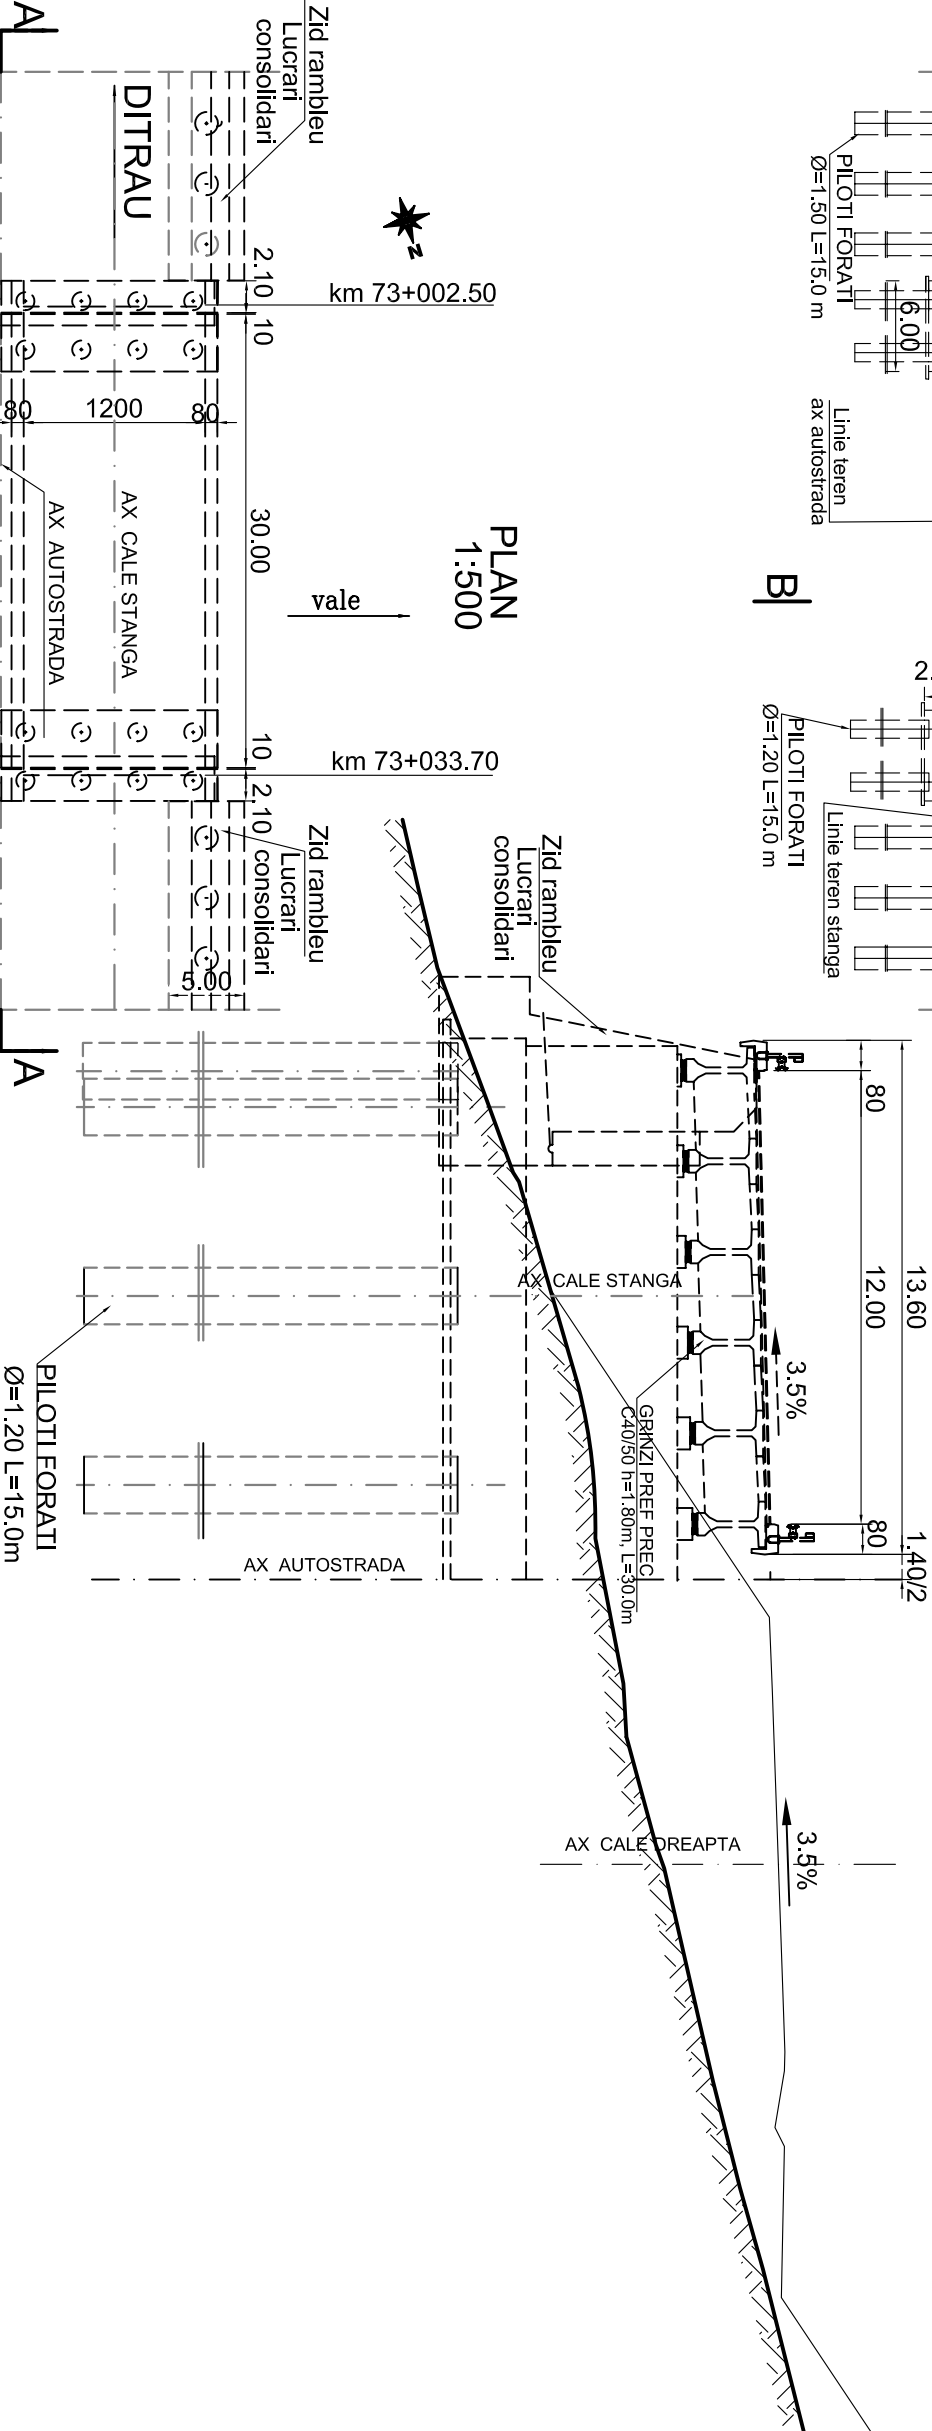 A
Zid rambleu
Lucrari
consolidari
DITRAU
N
2.10
10
km 73+002.50
80
1200
80
30.00
AX CALE STANGA
AX AUTOSTRADA
vale
PLAN
1:500
10
2.10
km 73+033.70
Zid rambleu
Lucrari
consolidari
5.00
A
PILOTI FORATI
Ø=1.50 L=15.0 m
6.00
Linie teren
ax autostrada
B
2.
PILOTI FORATI
Ø=1.20 L=15.0 m
Linie teren stanga
Zid rambleu
Lucrari
consolidari
80
12.00
13.60
80
1.40/2
3.5%
AX CALE STANGA
GRINZI PREF PREC
C40/50 h=1.80m, L=30.0m
PILOTI FORATI
Ø=1.20 L=15.0m
AX AUTOSTRADA
3.5%
AX CALE DREAPTA